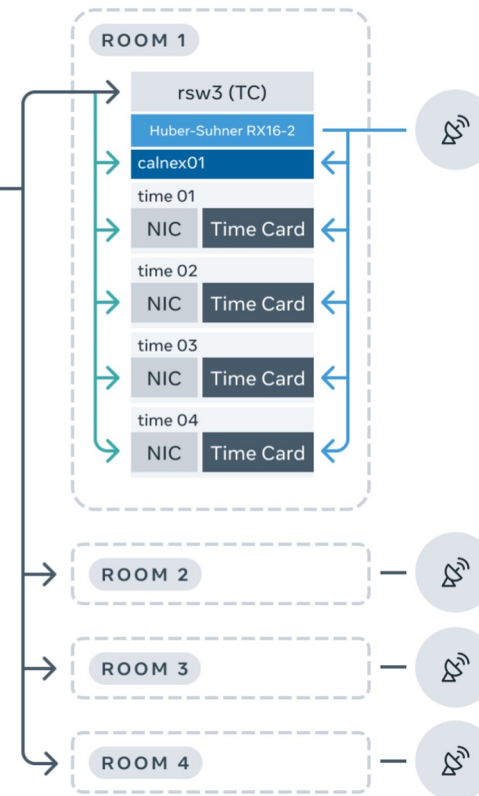 ROOM 1
rsw3 (TC)
Huber-Suhner RX16-2
calnex01
time 01
NIC Time Card
time 02
NIC Time Card
time 03
NIC Time Card
time 04
NIC Time Card
ROOM 2
ROOM 3
ROOM 4